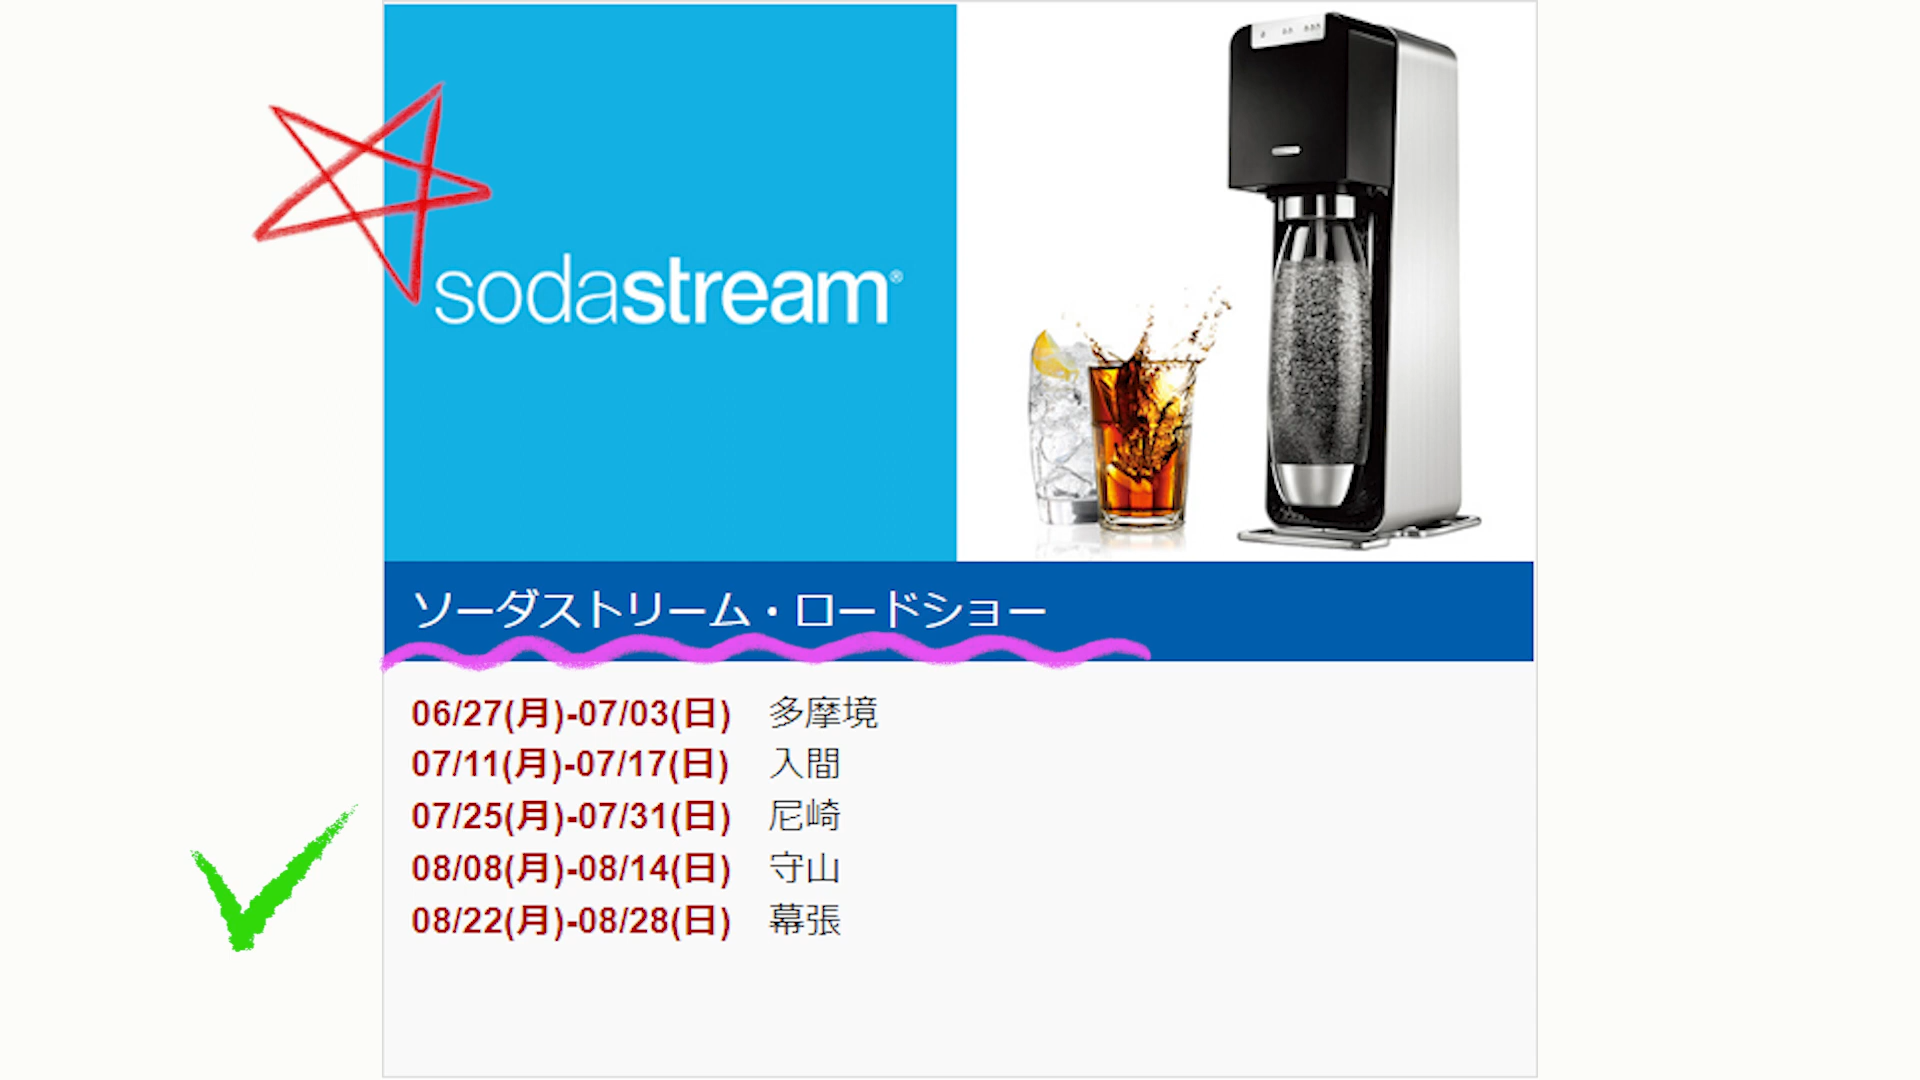 sodastream®
ソーダストリーム・ロードショー
06/27(月)-07/03(日) 多摩境
07/11(月)-07/17(日) 入間
07/25(月)-07/31(日) 尼崎
08/08(月)-08/14(日) 守山
08/22(月)-08/28(日) 幕張